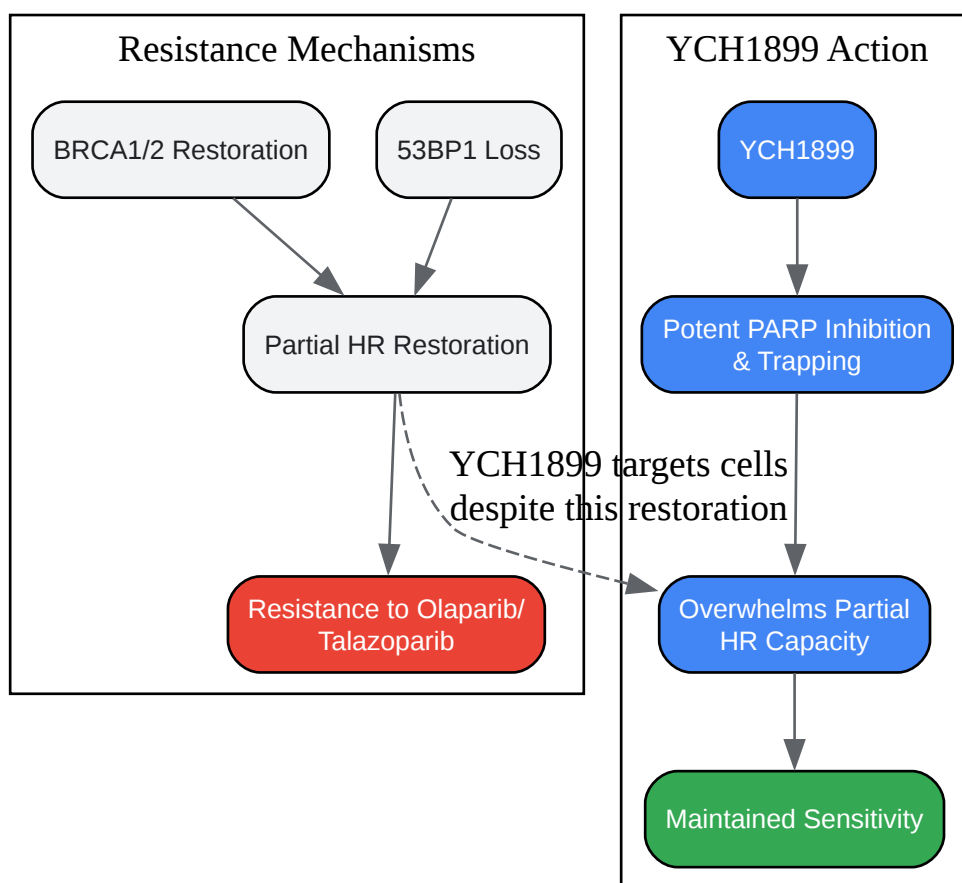 Resistance Mechanisms
BRCA1/2 Restoration
53BP1 Loss
Partial HR Restoration
Resistance to Olaparib/
Talazoparib
YCH1899 targets cells
despite this restoration
YCH1899 Action
YCH1899
Potent PARP Inhibition
& Trapping
Overwhelms Partial
HR Capacity
Maintained Sensitivity